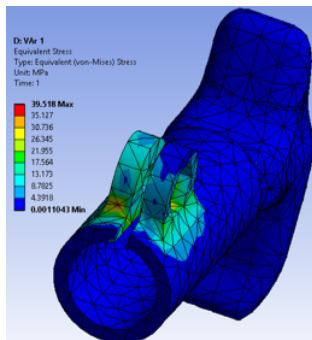 D: VAr 1
Equivalent Stress
Type: Equivalent (von-Mises) Stress
Unit: MPa
Time: 1
39.518 Max
35.127
30.736
26.345
21.955
17.564
13.173
8.7825
4.3918
0.0011043 Min